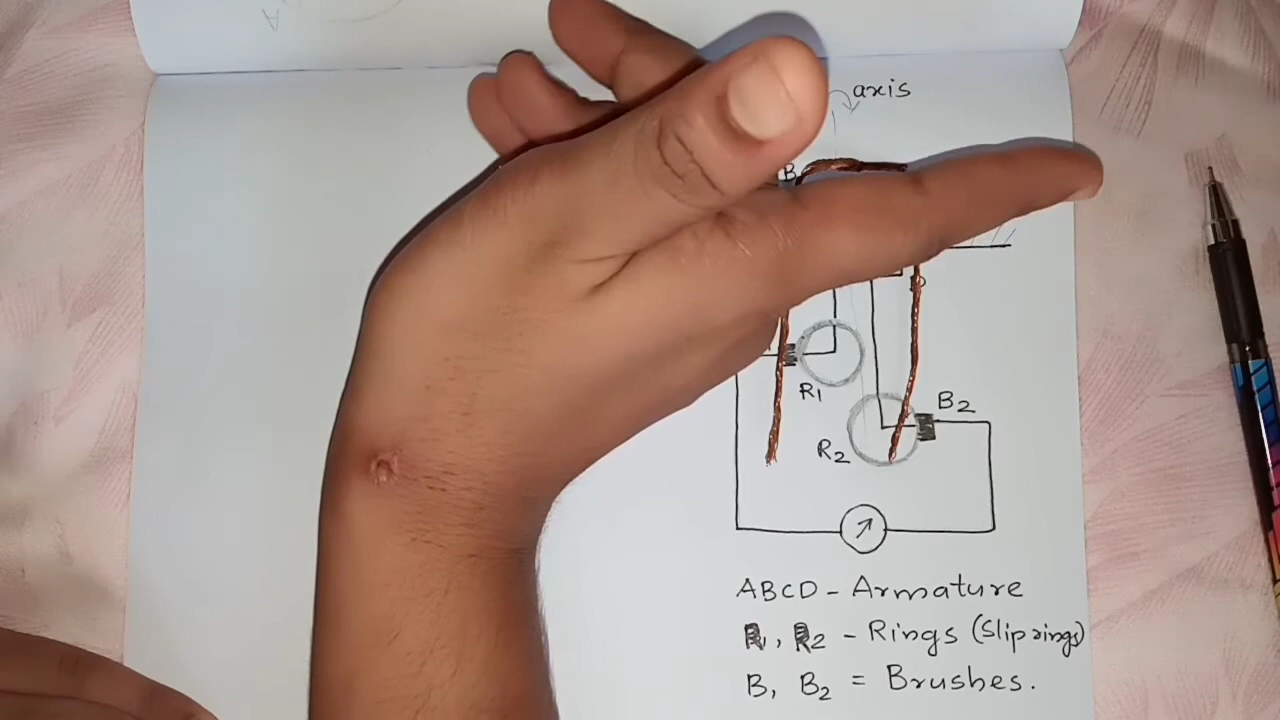 A
axis
B
D
R1
B2
R2
ABCD - Armature
R1, R2 - Rings (Slip rings)
B, B2 = Brushes.